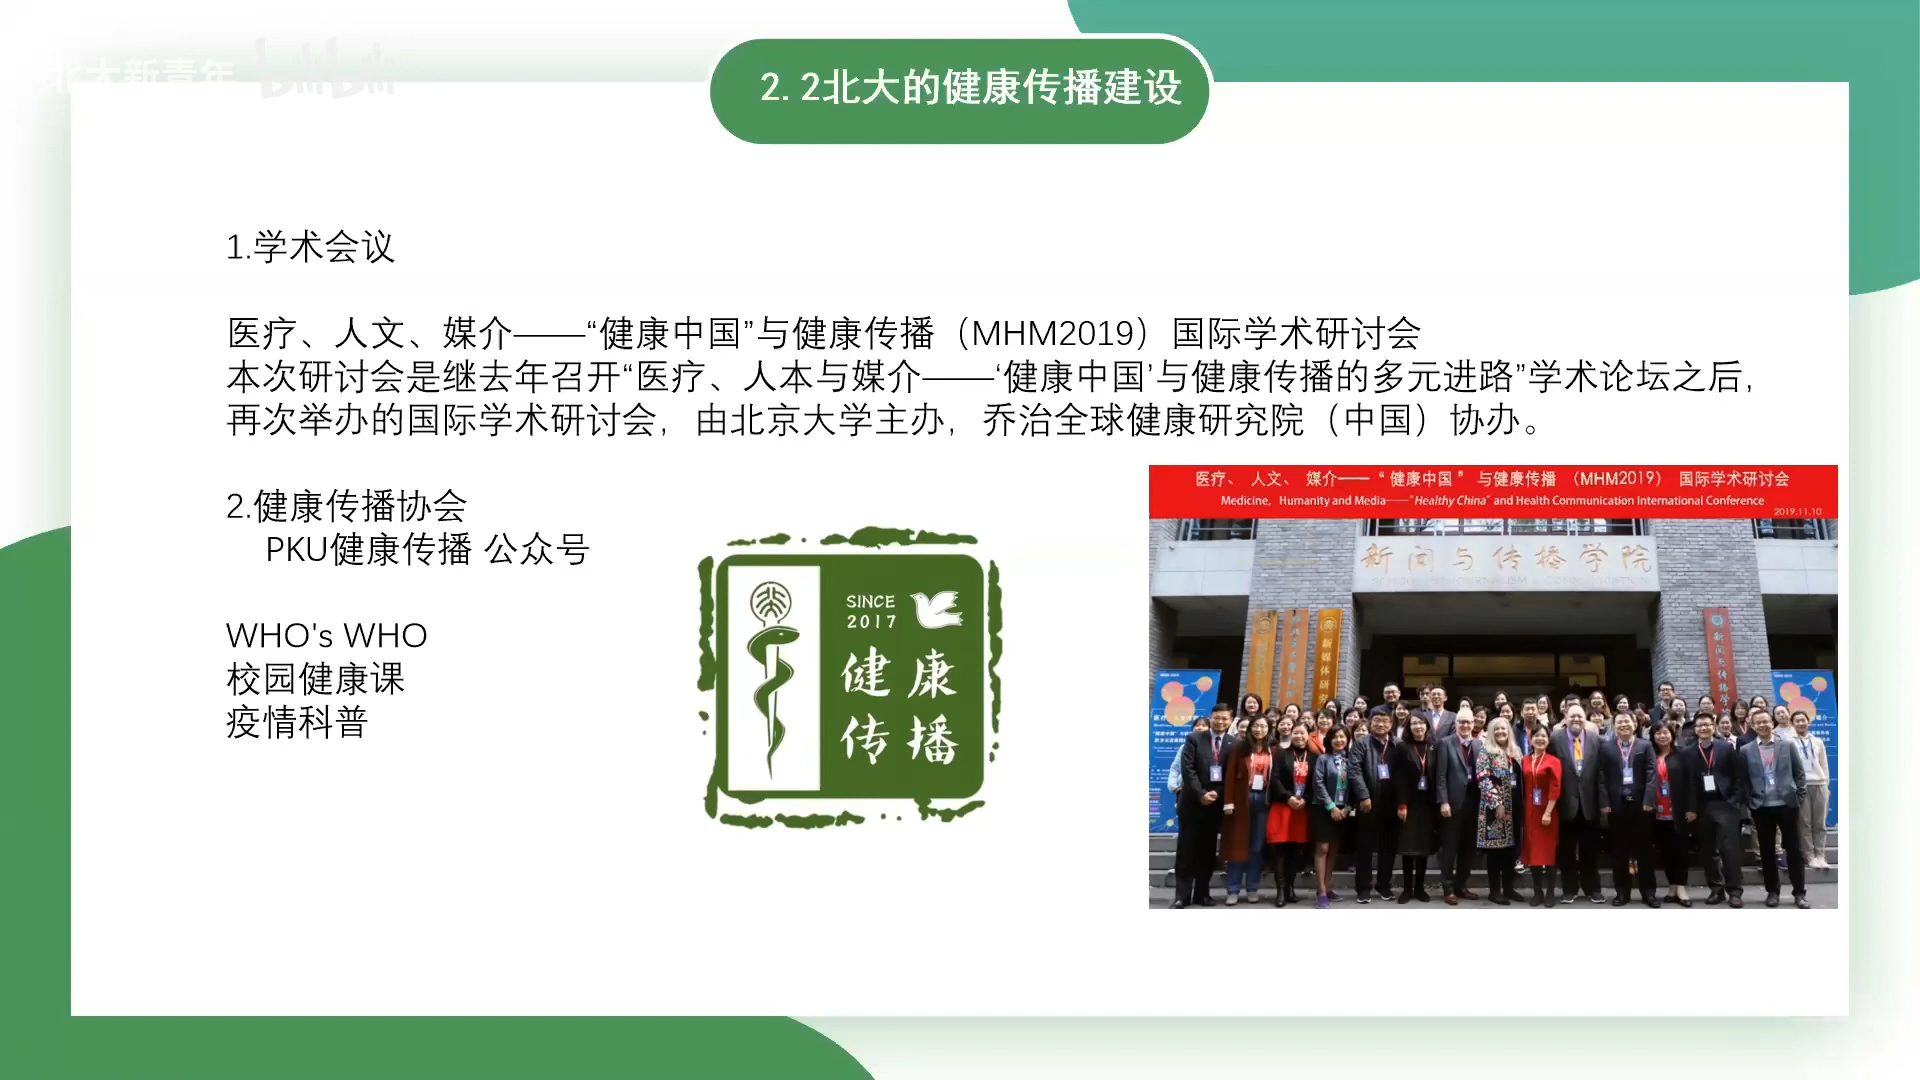 北大新青年 bilibili
2.2北大的健康传播建设
1.学术会议
医疗、人文、媒介——“健康中国”与健康传播（MHM2019）国际学术研讨会
本次研讨会是继去年召开“医疗、人本与媒介——‘健康中国’与健康传播的多元进路”学术论坛之后，
再次举办的国际学术研讨会，由北京大学主办，乔治全球健康研究院（中国）协办。
2.健康传播协会
PKU健康传播 公众号
WHO's WHO
校园健康课
疫情科普
SINCE
2017
健康
传播
医疗、 人文、 媒介——“健康中国” 与健康传播 （MHM2019） 国际学术研讨会
Medicine, Humanity and Media——"Healthy China" and Health Communication International Conference
2019.11.10
新闻与传播学院